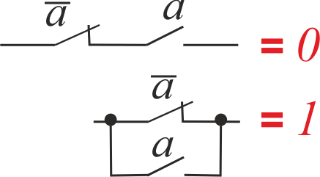 a̅ a = 0
a̅
a = 1